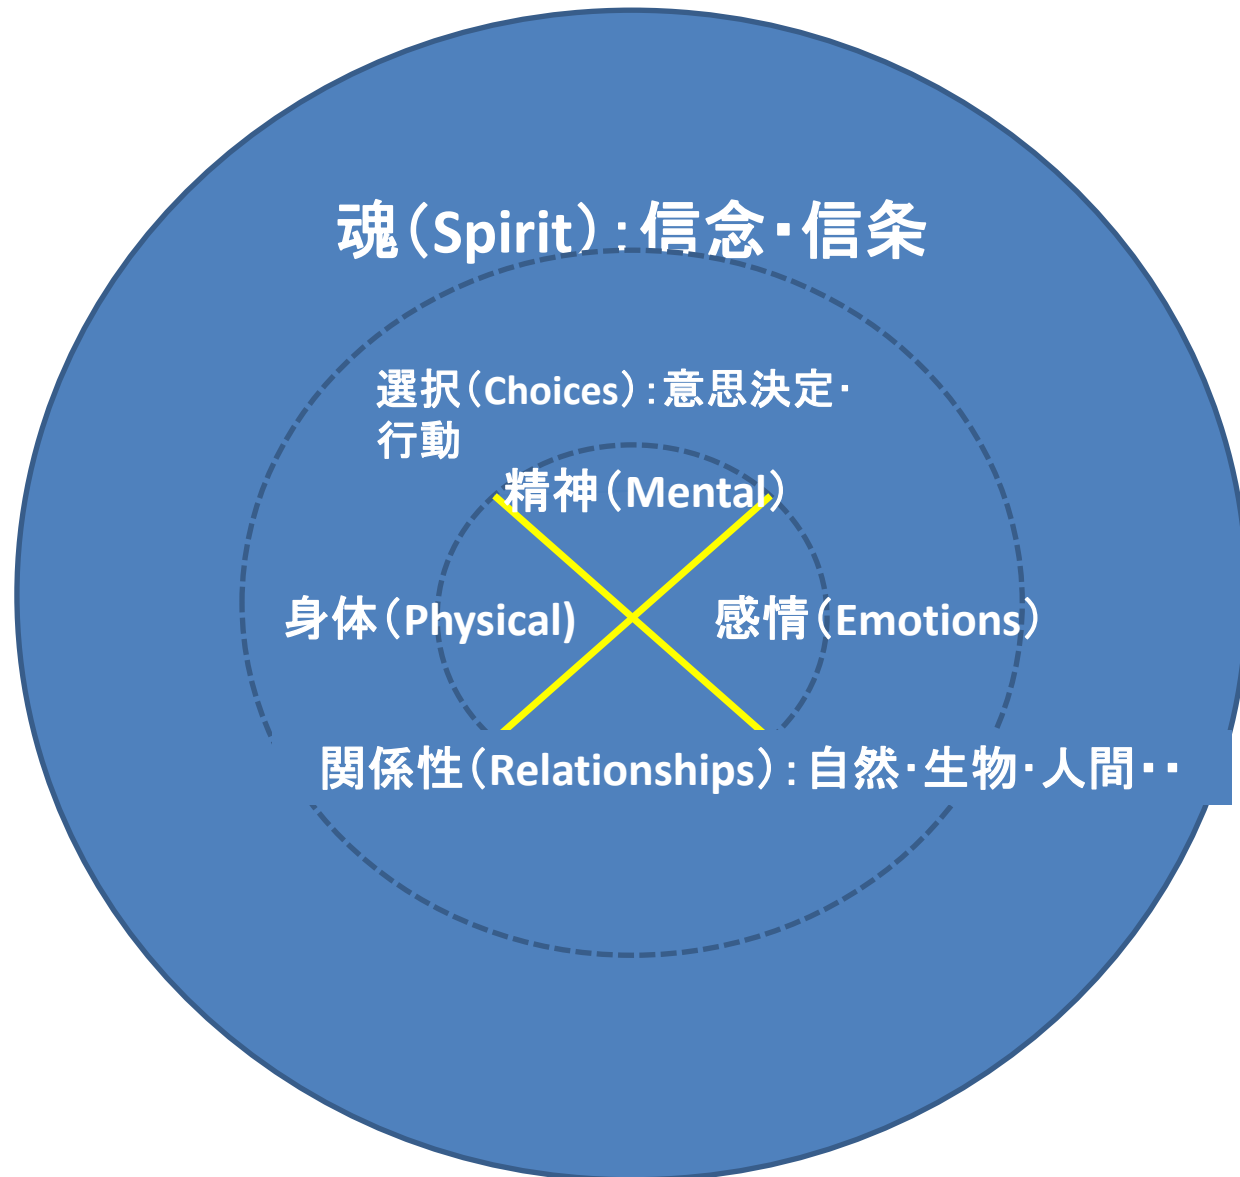 魂（Spirit）：信念・信条
選択（Choices）：意思決定・
行動
精神（Mental）
身体（Physical)
感情（Emotions）
関係性（Relationships）：自然・生物・人間・・